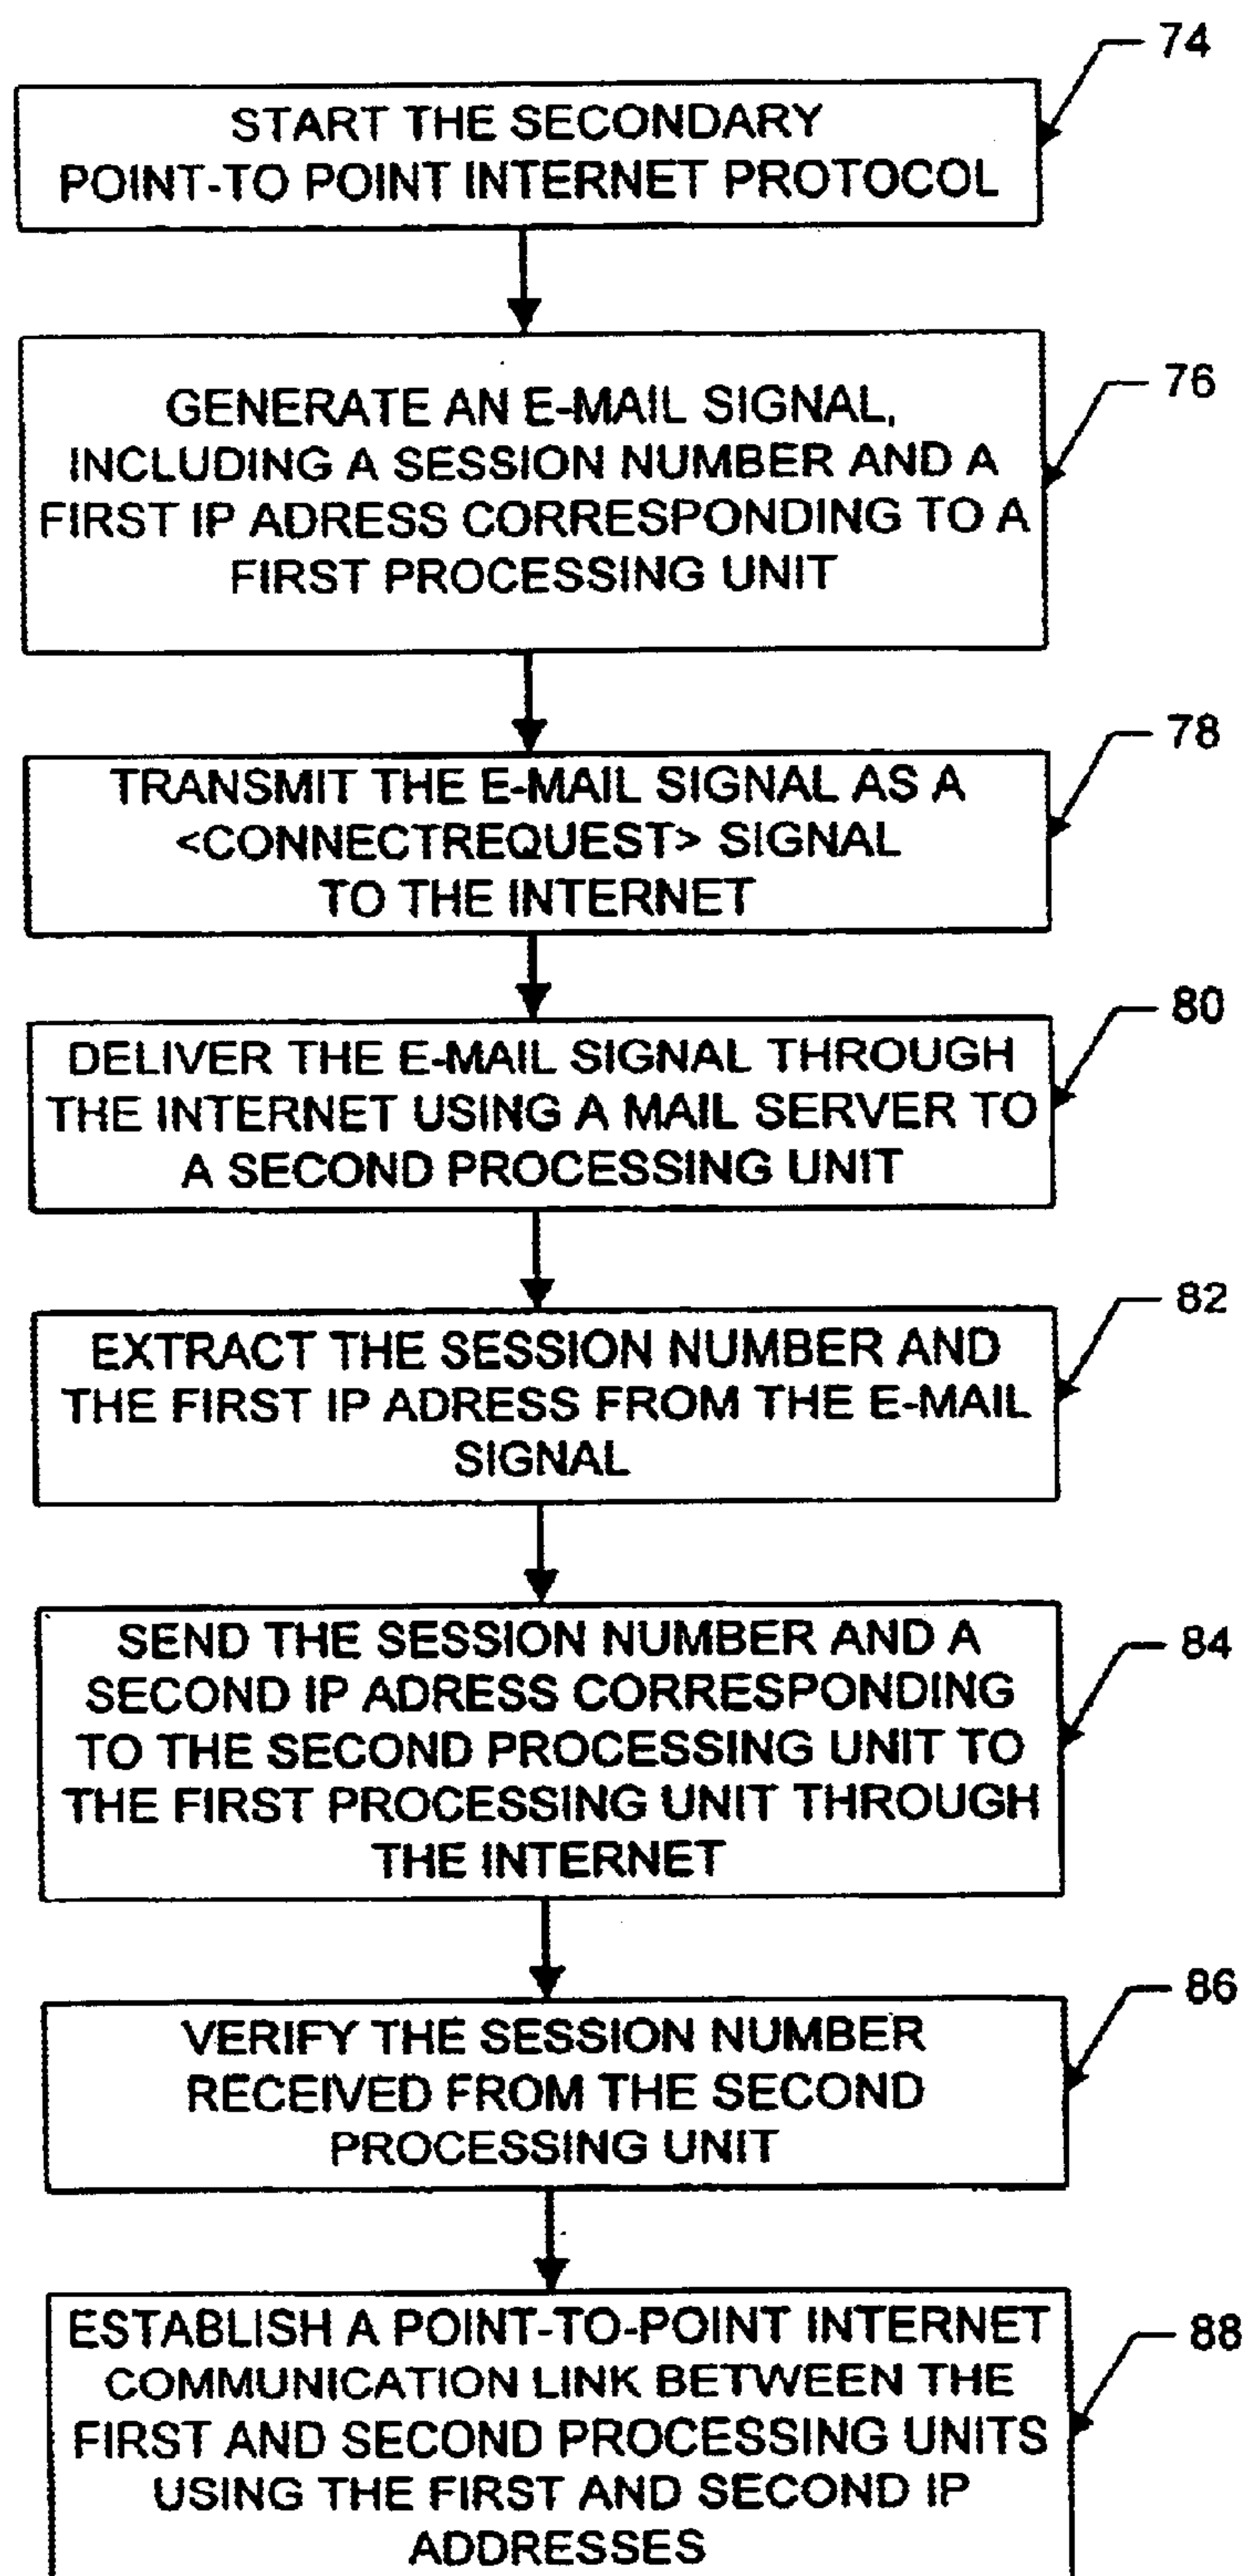 74
START THE SECONDARY
POINT-TO POINT INTERNET PROTOCOL
76
GENERATE AN E-MAIL SIGNAL,
INCLUDING A SESSION NUMBER AND A
FIRST IP ADRESS CORRESPONDING TO A
FIRST PROCESSING UNIT
78
TRANSMIT THE E-MAIL SIGNAL AS A
<CONNECTREQUEST> SIGNAL
TO THE INTERNET
80
DELIVER THE E-MAIL SIGNAL THROUGH
THE INTERNET USING A MAIL SERVER TO
A SECOND PROCESSING UNIT
82
EXTRACT THE SESSION NUMBER AND
THE FIRST IP ADRESS FROM THE E-MAIL
SIGNAL
84
SEND THE SESSION NUMBER AND A
SECOND IP ADRESS CORRESPONDING
TO THE SECOND PROCESSING UNIT TO
THE FIRST PROCESSING UNIT THROUGH
THE INTERNET
86
VERIFY THE SESSION NUMBER
RECEIVED FROM THE SECOND
PROCESSING UNIT
88
ESTABLISH A POINT-TO-POINT INTERNET
COMMUNICATION LINK BETWEEN THE
FIRST AND SECOND PROCESSING UNITS
USING THE FIRST AND SECOND IP
ADDRESSES